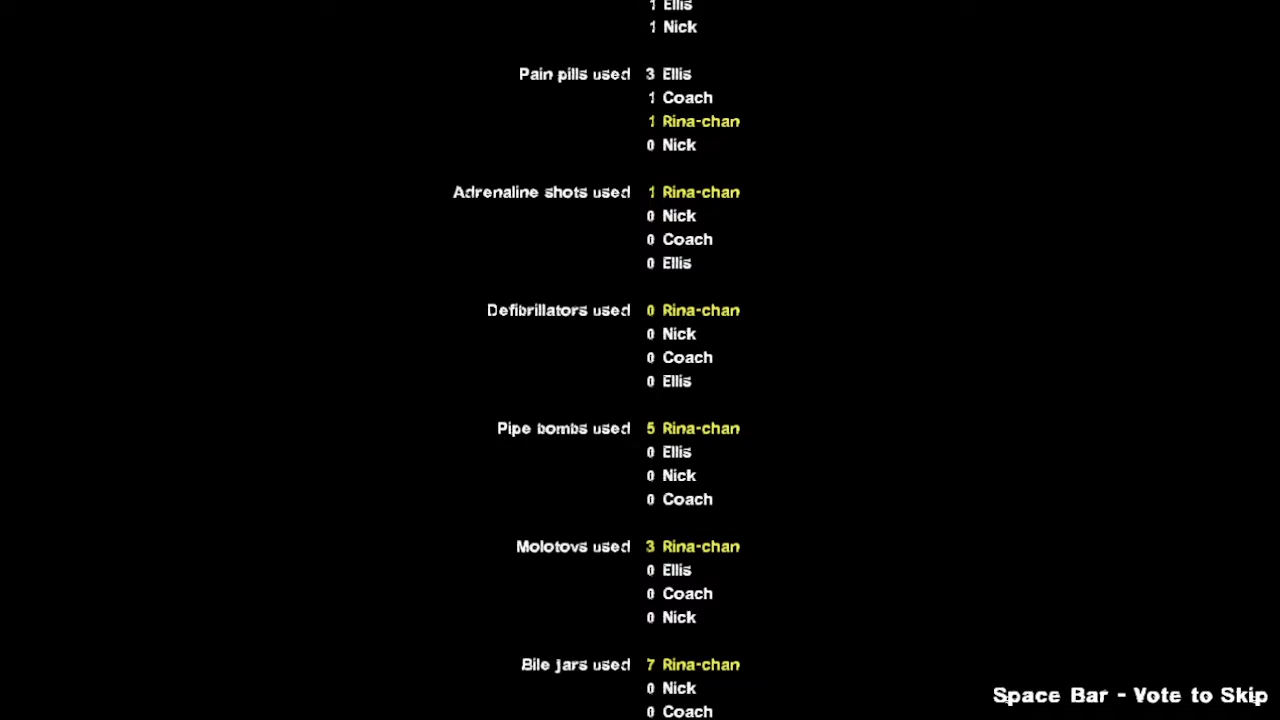 1 Ellis
1 Nick
Pain pills used 3 Ellis
1 Coach
1 Rina-chan
0 Nick
Adrenaline shots used 1 Rina-chan
0 Nick
0 Coach
0 Ellis
Defibrillators used 0 Rina-chan
0 Nick
0 Coach
0 Ellis
Pipe bombs used 5 Rina-chan
0 Ellis
0 Nick
0 Coach
Molotovs used 3 Rina-chan
0 Ellis
0 Coach
0 Nick
Bile jars used 7 Rina-chan
0 Nick
0 Coach
Space Bar - Vote to Skip